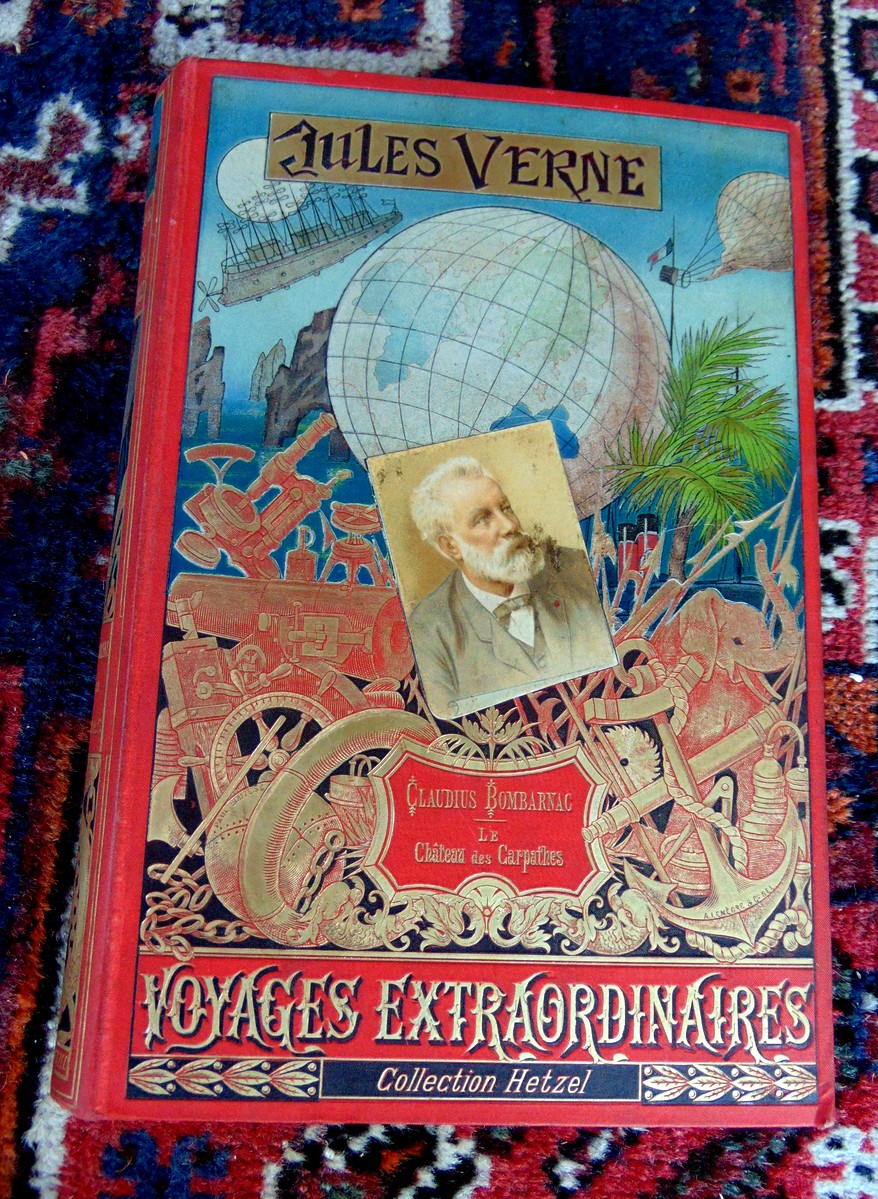 JULES VERNE
CLAUDIUS BOMBARNAC
LE
Château des Carpathes
VOYAGES EXTRAORDINAIRES
Collection Hetzel